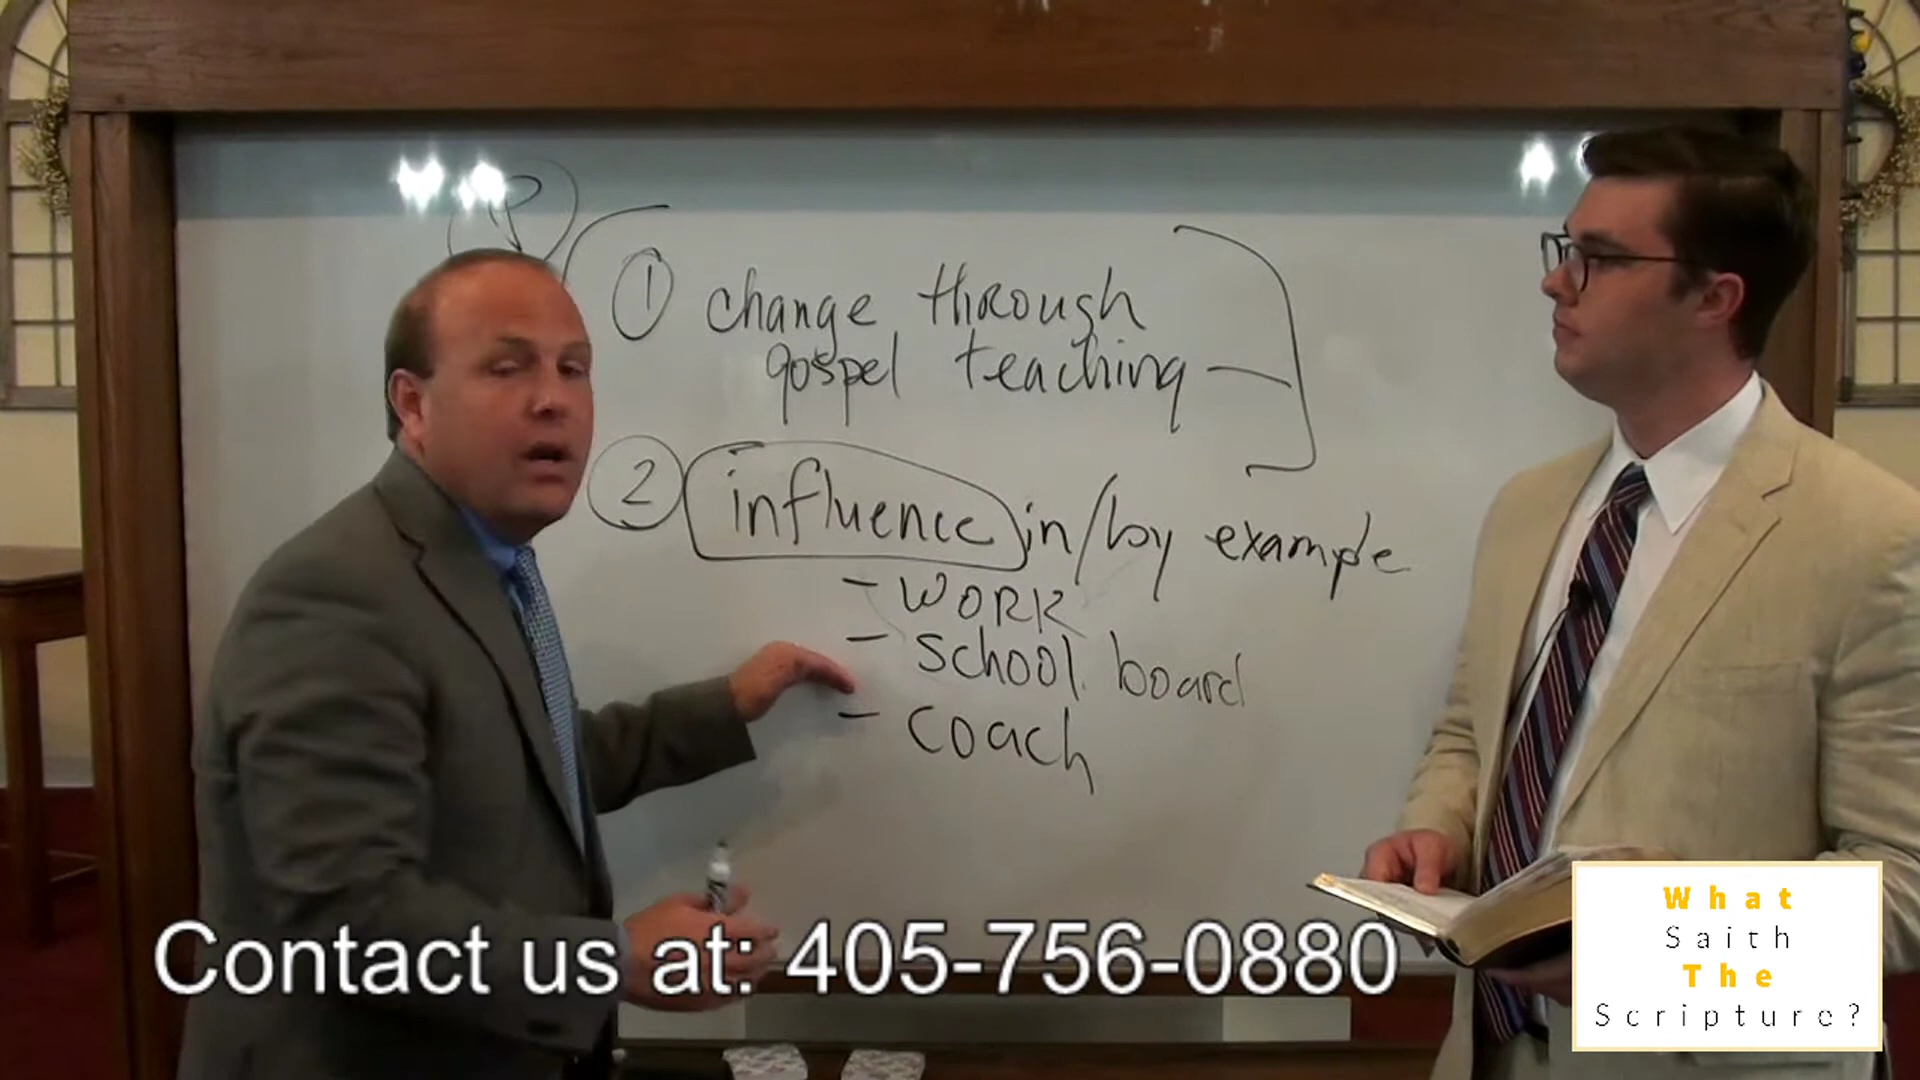 ① change through
gospel teaching
② influence in/by example
- WORK
- school board
- coach
Contact us at: 405-756-0880
What
Saith
The
Scripture?